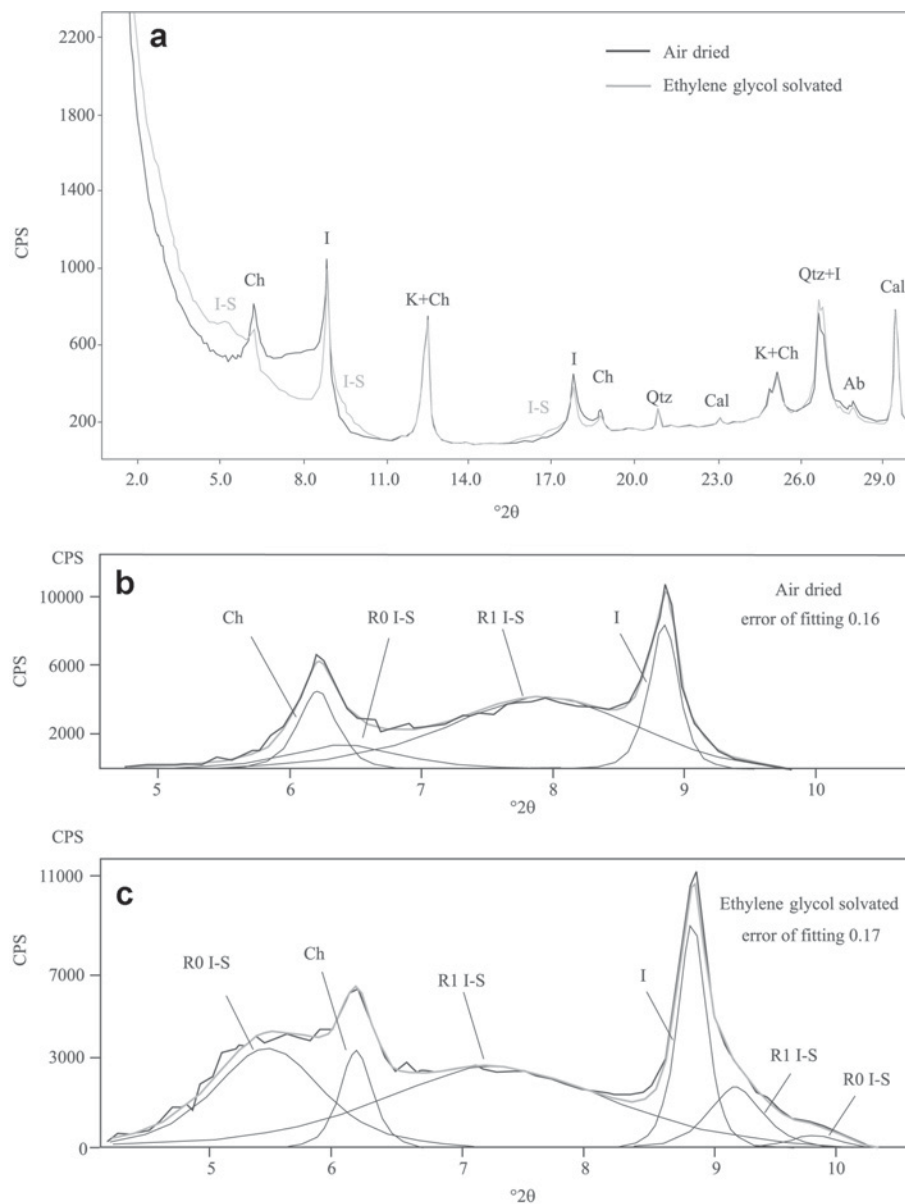 a
2200
1800
1400
1000
600
200
CPS
Air dried
Ethylene glycol solvated
I-S
Ch
I
I-S
K+Ch
I-S
I
Ch
Qtz
Cal
K+Ch
Qtz+I
Ab
Cal
2.0 5.0 8.0 11.0 14.0 17.0 20.0 23.0 26.0 29.0
°2θ
CPS
b
10000
6000
2000
Ch
R0 I-S
R1 I-S
I
Air dried
error of fitting 0.16
5 6 7 8 9 10
°2θ
CPS
c
11000
7000
3000
0
CPS
R0 I-S
Ch
R1 I-S
I
Ethylene glycol solvated
error of fitting 0.17
R1 I-S
R0 I-S
5 6 7 8 9 10
°2θ